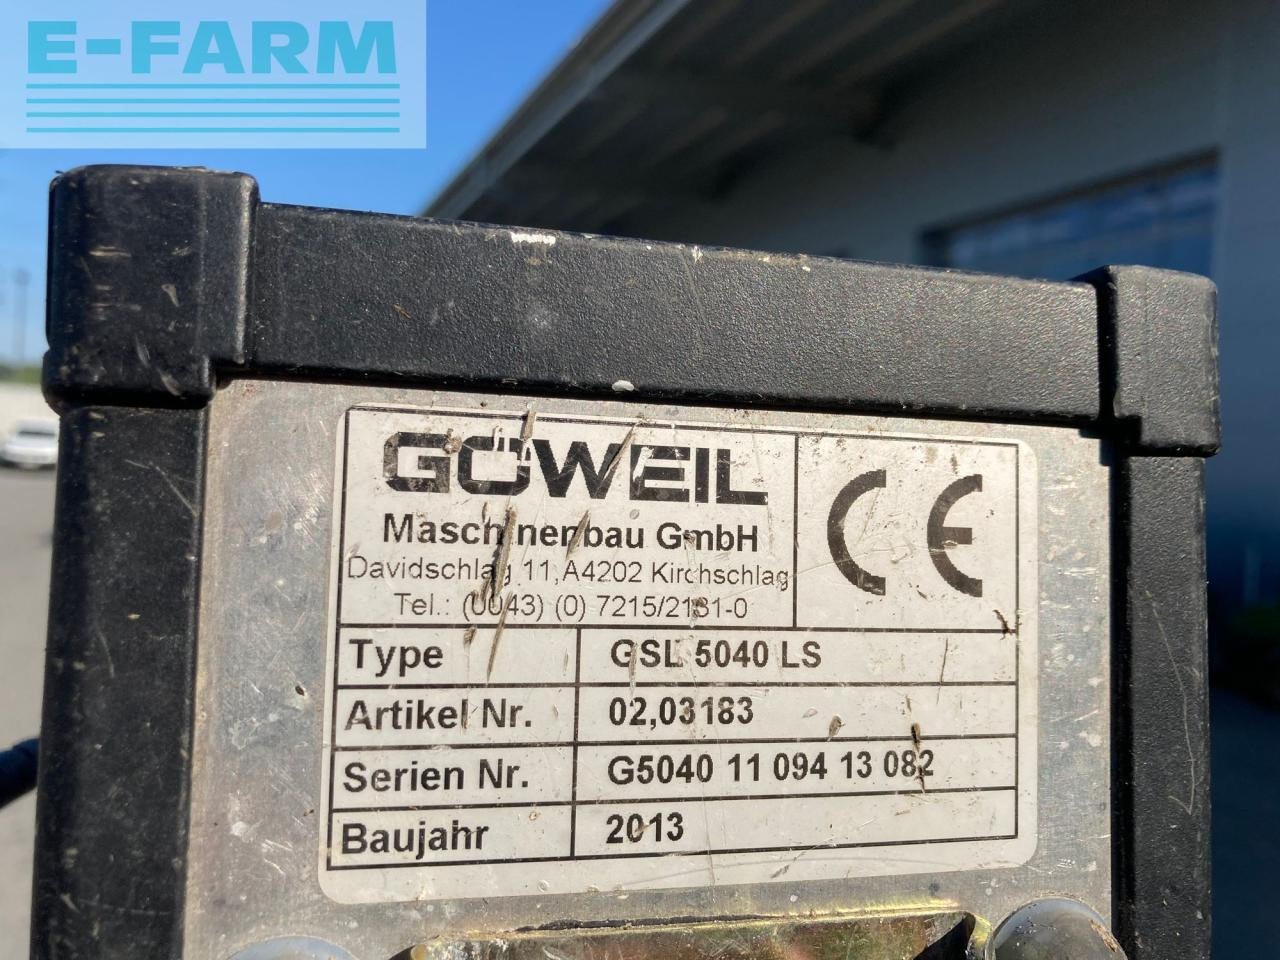 E-FARM
GÖWEIL
Maschinenbau GmbH
Davidschlag 11,A4202 Kirchschlag
Tel.: (0043) (0) 7215/2131-0
CE
Type GSL 5040 LS
Artikel Nr. 02,03183
Serien Nr. G5040 11 094 13 082
Baujahr 2013